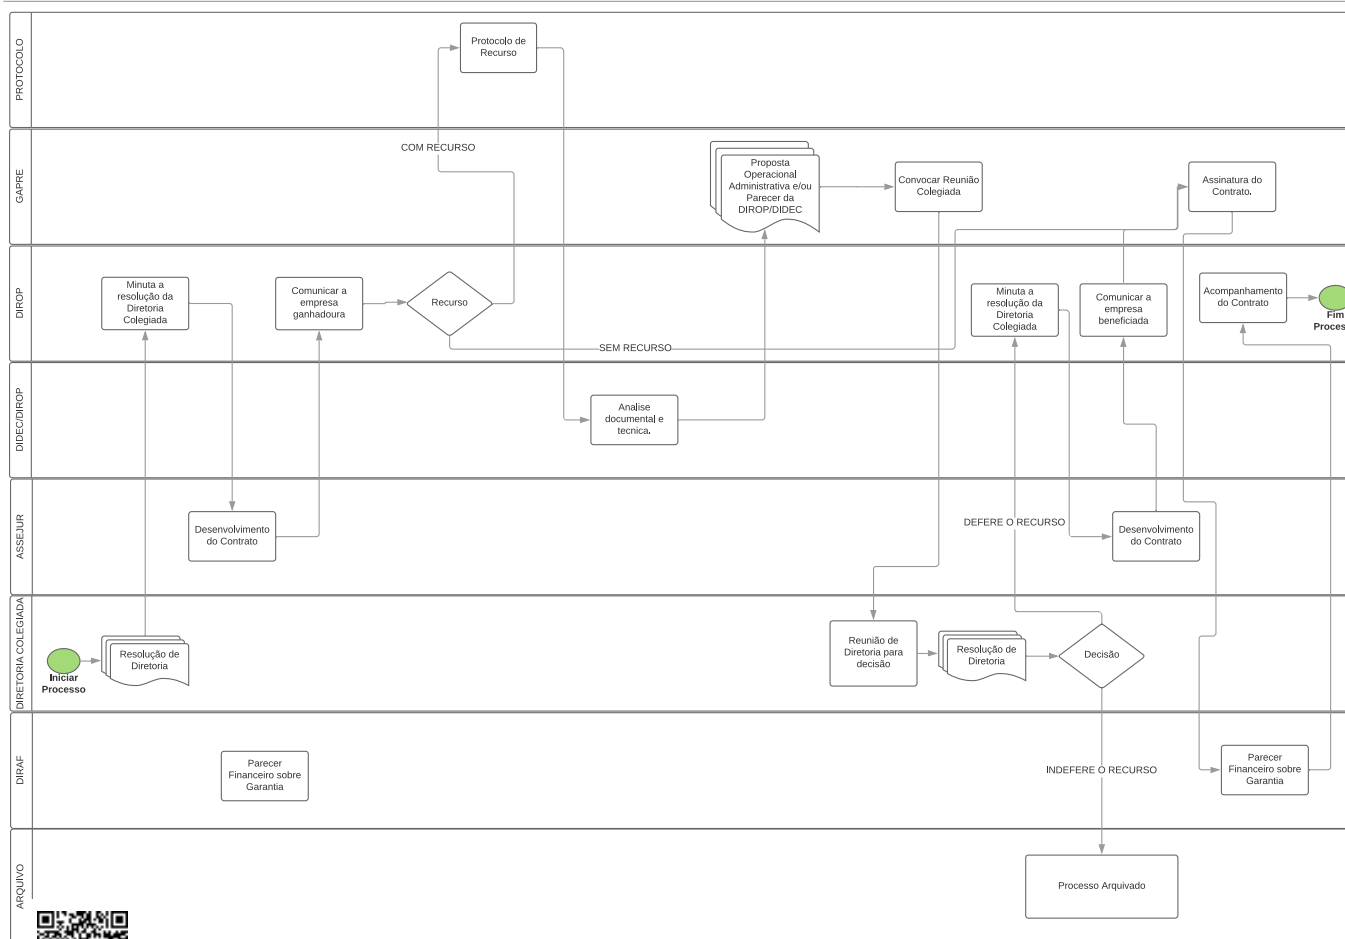 PROTOCOLO
Protocolo de
Recurso
GAPRE
COM RECURSO
Proposta
Operacional
Administrativa e/ou
Parecer da
DIROP/DIDEC
Convocar Reunião
Colegiada
Assinatura do
Contrato.
DIROP
Minuta a
resolução da
Diretoria
Colegiada
Comunicar a
empresa
ganhadoura
Recurso
SEM RECURSO
Minuta a
resolução da
Diretoria
Colegiada
Comunicar a
empresa
beneficiada
Acompanhamento
do Contrato
Fim
DIDEC/DIROP
Analise
documental e
tecnica.
ASSEJUR
Desenvolvimento
do Contrato
DEFERE O RECURSO
Desenvolvimento
do Contrato
DIRETORIA COLEGIADA
Iniciar
Processo
Resolução de
Diretoria
Reunião de
Diretoria para
decisão
Resolução de
Diretoria
Decisão
DIRAF
Parecer
Financeiro sobre
Garantia
INDEFERE O RECURSO
Parecer
Financeiro sobre
Garantia
ARQUIVO
Processo Arquivado